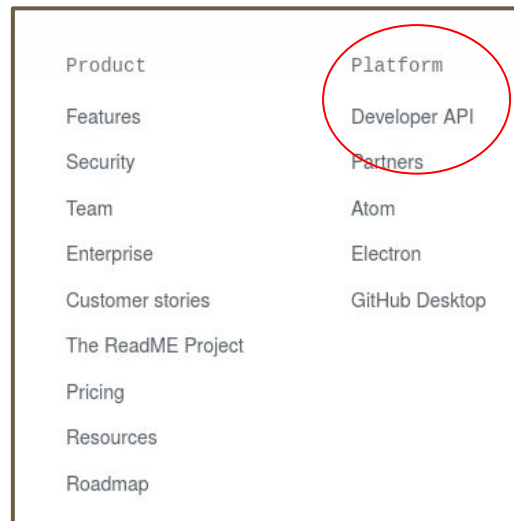 Product
Features
Security
Team
Enterprise
Customer stories
The ReadME Project
Pricing
Resources
Roadmap
Platform
Developer API
Partners
Atom
Electron
GitHub Desktop